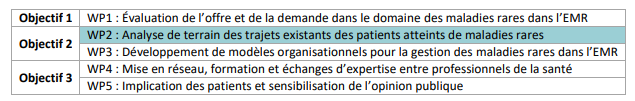 Objectif 1 WP1 : Évaluation de l'offre et de la demande dans le domaine des maladies rares dans l'EMR
Objectif 2 WP2 : Analyse de terrain des trajets existants des patients atteints de maladies rares
WP3 : Développement de modèles organisationnels pour la gestion des maladies rares dans l'EMR
Objectif 3 WP4 : Mise en réseau, formation et échanges d'expertise entre professionnels de la santé
WP5 : Implication des patients et sensibilisation de l'opinion publique